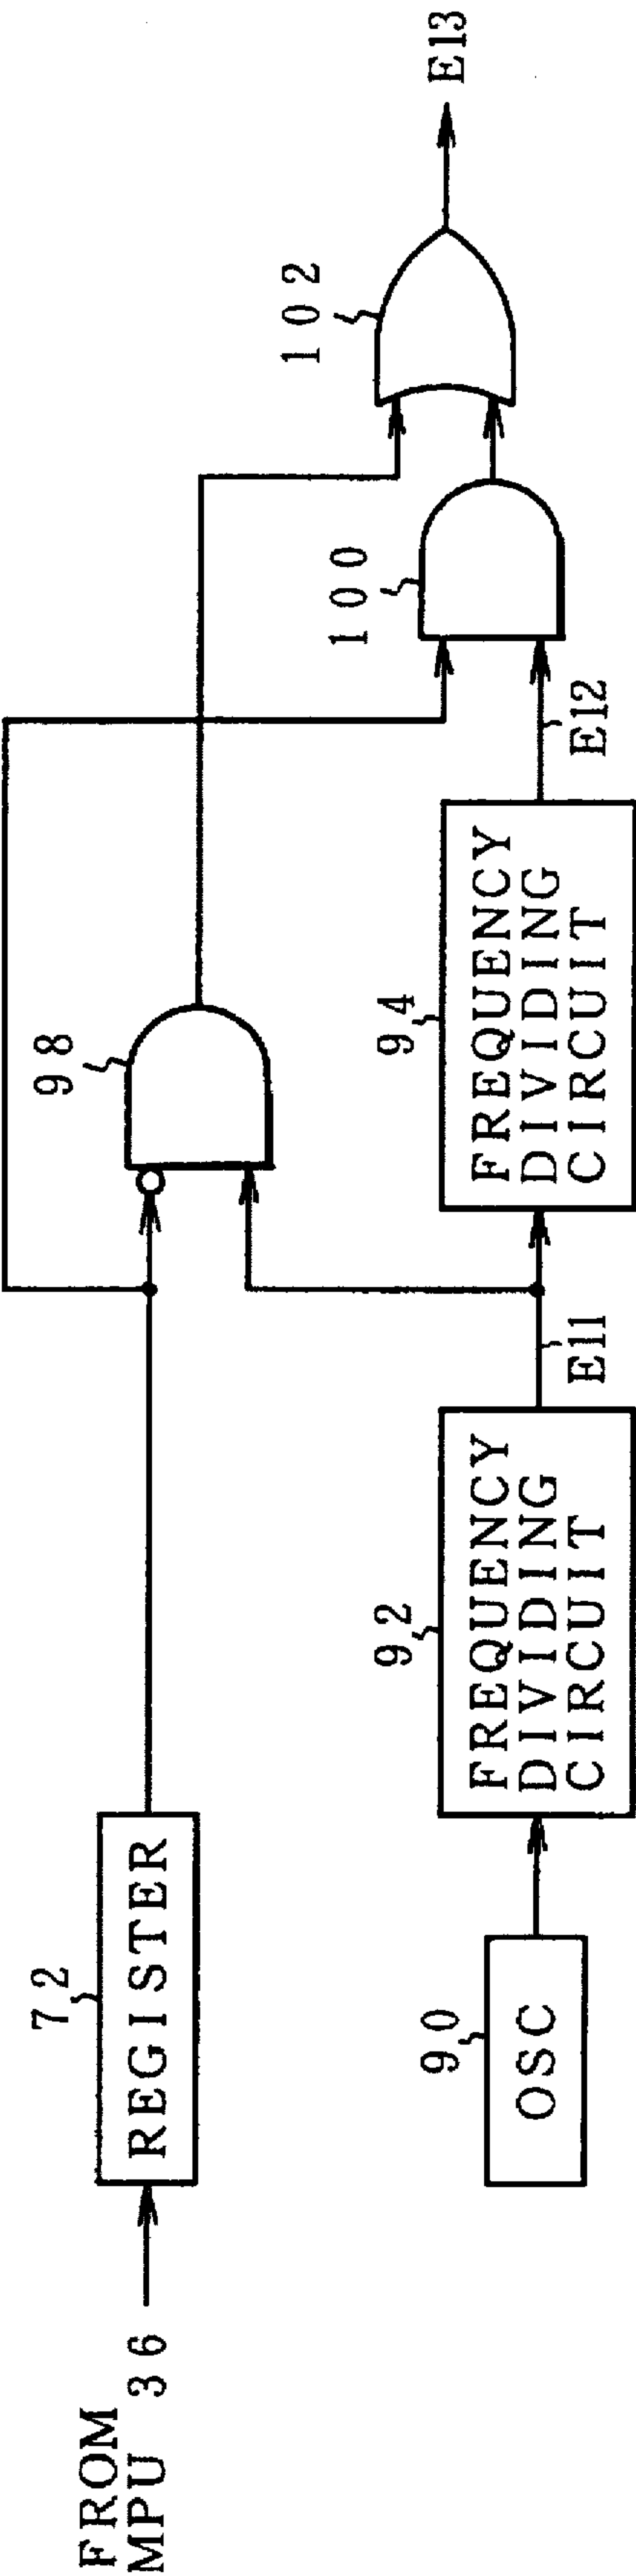 FROM
MPU 36
72
REGISTER
90
OSC
92
FREQUENCY
DIVIDING
CIRCUIT
E11
98
94
FREQUENCY
DIVIDING
CIRCUIT
E12
100
102
E13